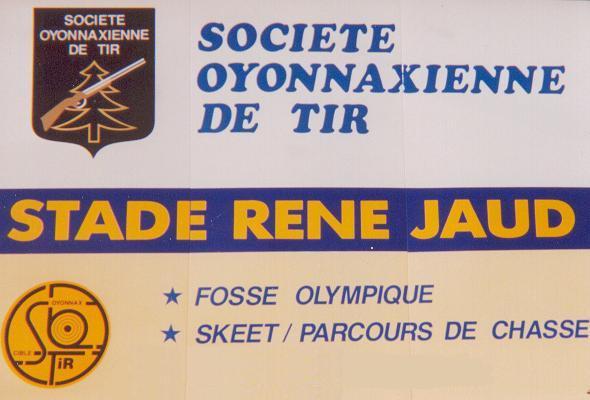 SOCIETE
OYONNAXIENNE
DE TIR
SOCIETE
OYONNAXIENNE
DE TIR
STADE RENE JAUD
OYONNAX
CIBLE
TiR
★ FOSSE OLYMPIQUE
★ SKEET / PARCOURS DE CHASSE